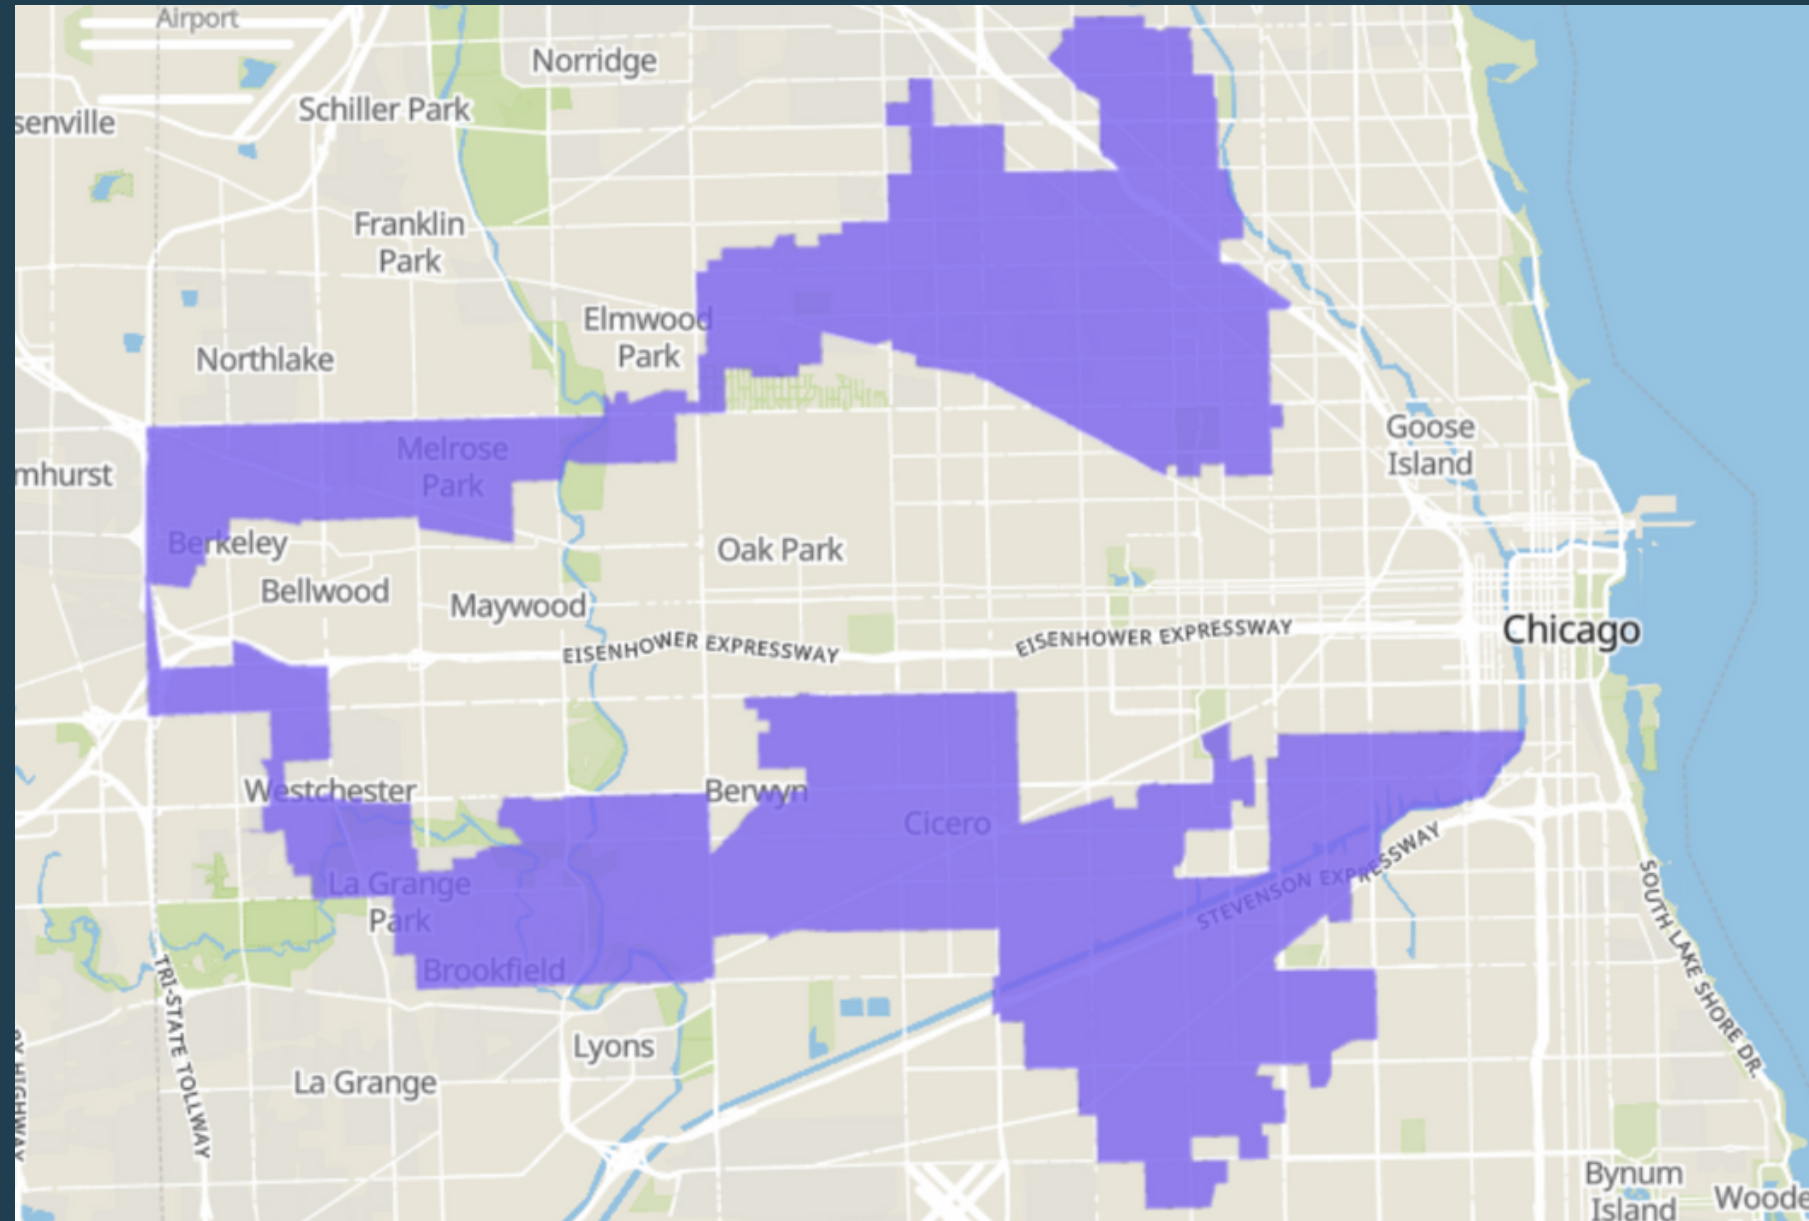 Airport
Norridge
Schiller Park
senville
Franklin
Park
Elmwood
Park
Northlake
Goose
Island
Melrose
Park
mhurst
Berkeley
Oak Park
Bellwood
Maywood
EISENHOWER EXPRESSWAY
EISENHOWER EXPRESSWAY
Chicago
Westchester
Berwyn
Cicero
STEVENSON EXPRESSWAY
La Grange
Park
Brookfield
SOUTH LAKE SHORE DR.
TRI-STATE TOLLWAY
Lyons
La Grange
HIGHWAY
Bynum
Island
Woode